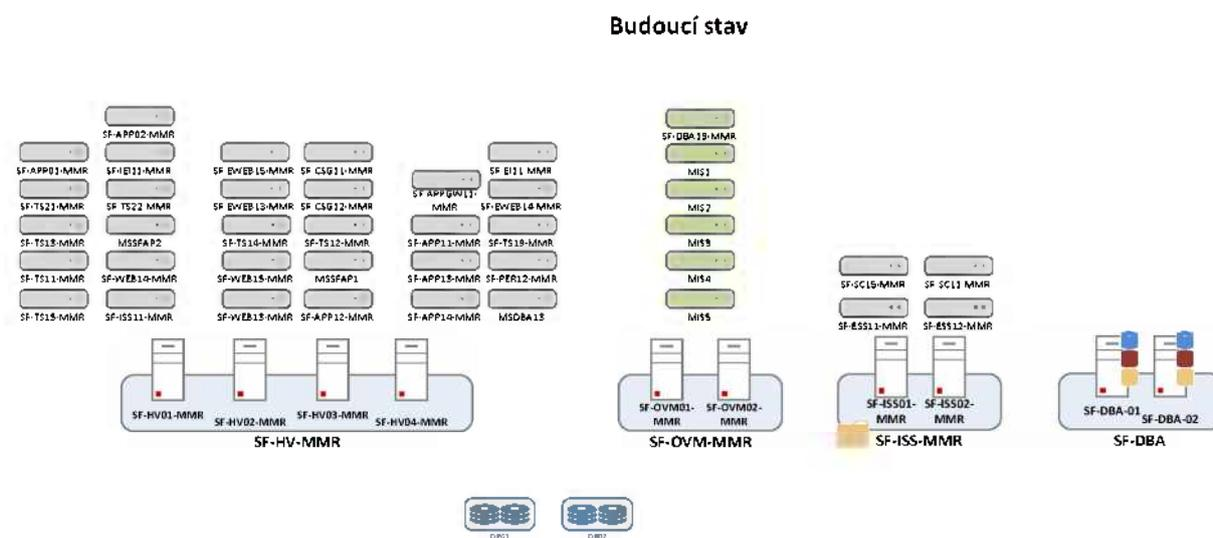 Budoucí stav
SF-APP02-MMR
SF-DBA19-MMR
SF-APP01-MMR SF-IEI11-MMR SF-EWEB15-MMR SF-CSG11-MMR SF-EI11-MMR MIS1
SF-TS21-MMR SF-TS22-MMR SF-EWEB13-MMR SF-CSG12-MMR SF-APPGW11-
MMR SF-EWEB14-MMR MIS2
SF-TS13-MMR MSSFAP2 SF-TS14-MMR SF-TS12-MMR SF-APP11-MMR SF-TS19-MMR MIS3
SF-TS11-MMR SF-WEB14-MMR SF-WEB15-MMR MSSFAP1 SF-APP13-MMR SF-PER12-MMR MIS4 SF-SC15-MMR SF-SC11-MMR
SF-TS15-MMR SF-ISS11-MMR SF-WEB13-MMR SF-APP12-MMR SF-APP14-MMR MSDBA13 MIS5 SF-ESS11-MMR SF-ESS12-MMR
SF-HV01-MMR SF-HV02-MMR SF-HV03-MMR SF-HV04-MMR
SF-HV-MMR
SF-OVM01-
MMR
SF-OVM02-
MMR
SF-OVM-MMR
SF-ISS01-
MMR
SF-ISS02-
MMR
SF-ISS-MMR
SF-DBA-01 SF-DBA-02
SF-DBA